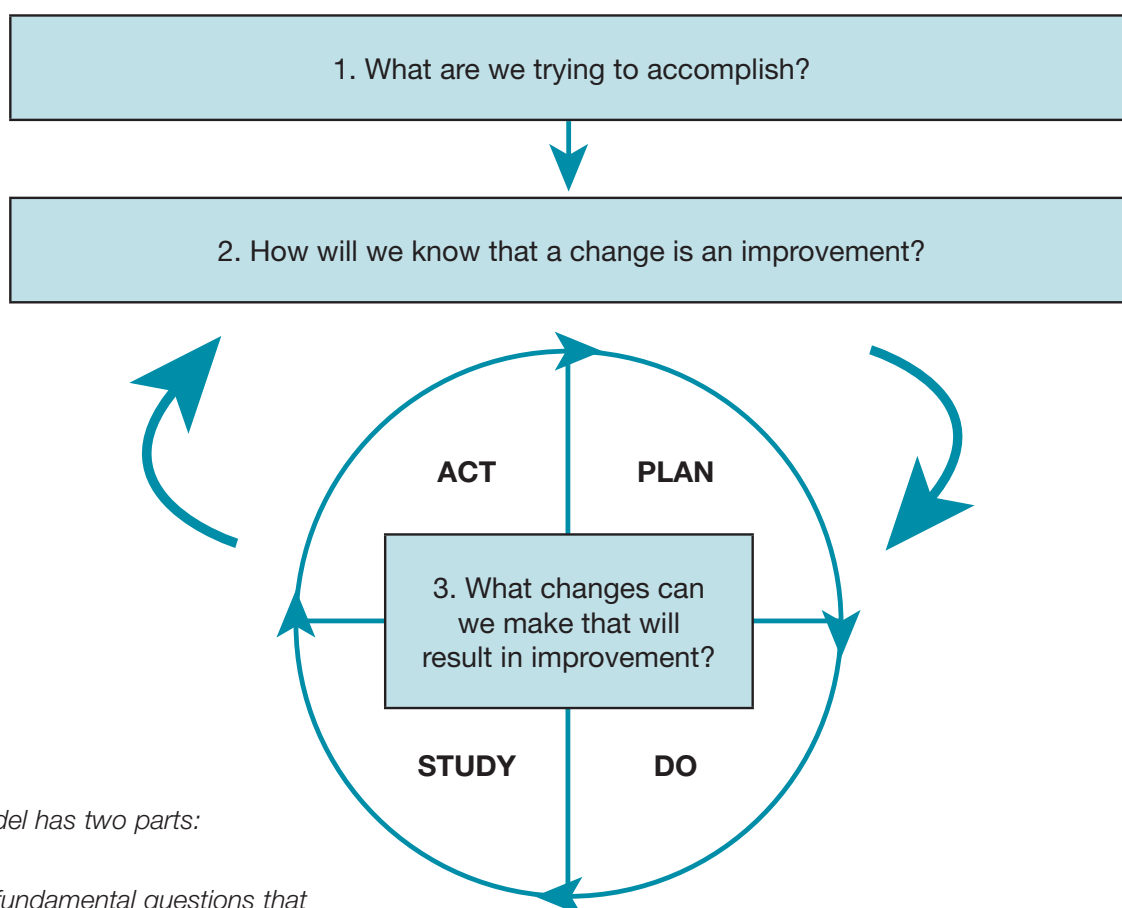 1. What are we trying to accomplish?
2. How will we know that a change is an improvement?
ACT
PLAN
3. What changes can
we make that will
result in improvement?
STUDY
DO
del has two parts:
fundamental questions that